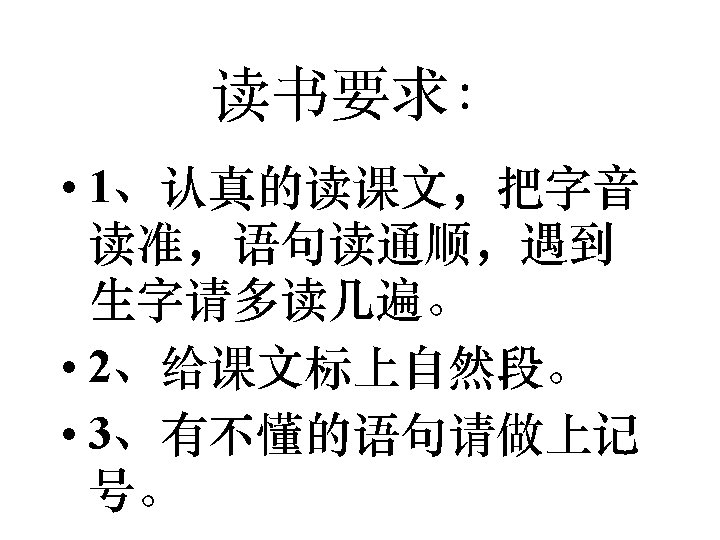 读书要求：
• 1、认真的读课文，把字音
读准，语句读通顺，遇到
生字请多读几遍。
• 2、给课文标上自然段。
• 3、有不懂的语句请做上记
号。